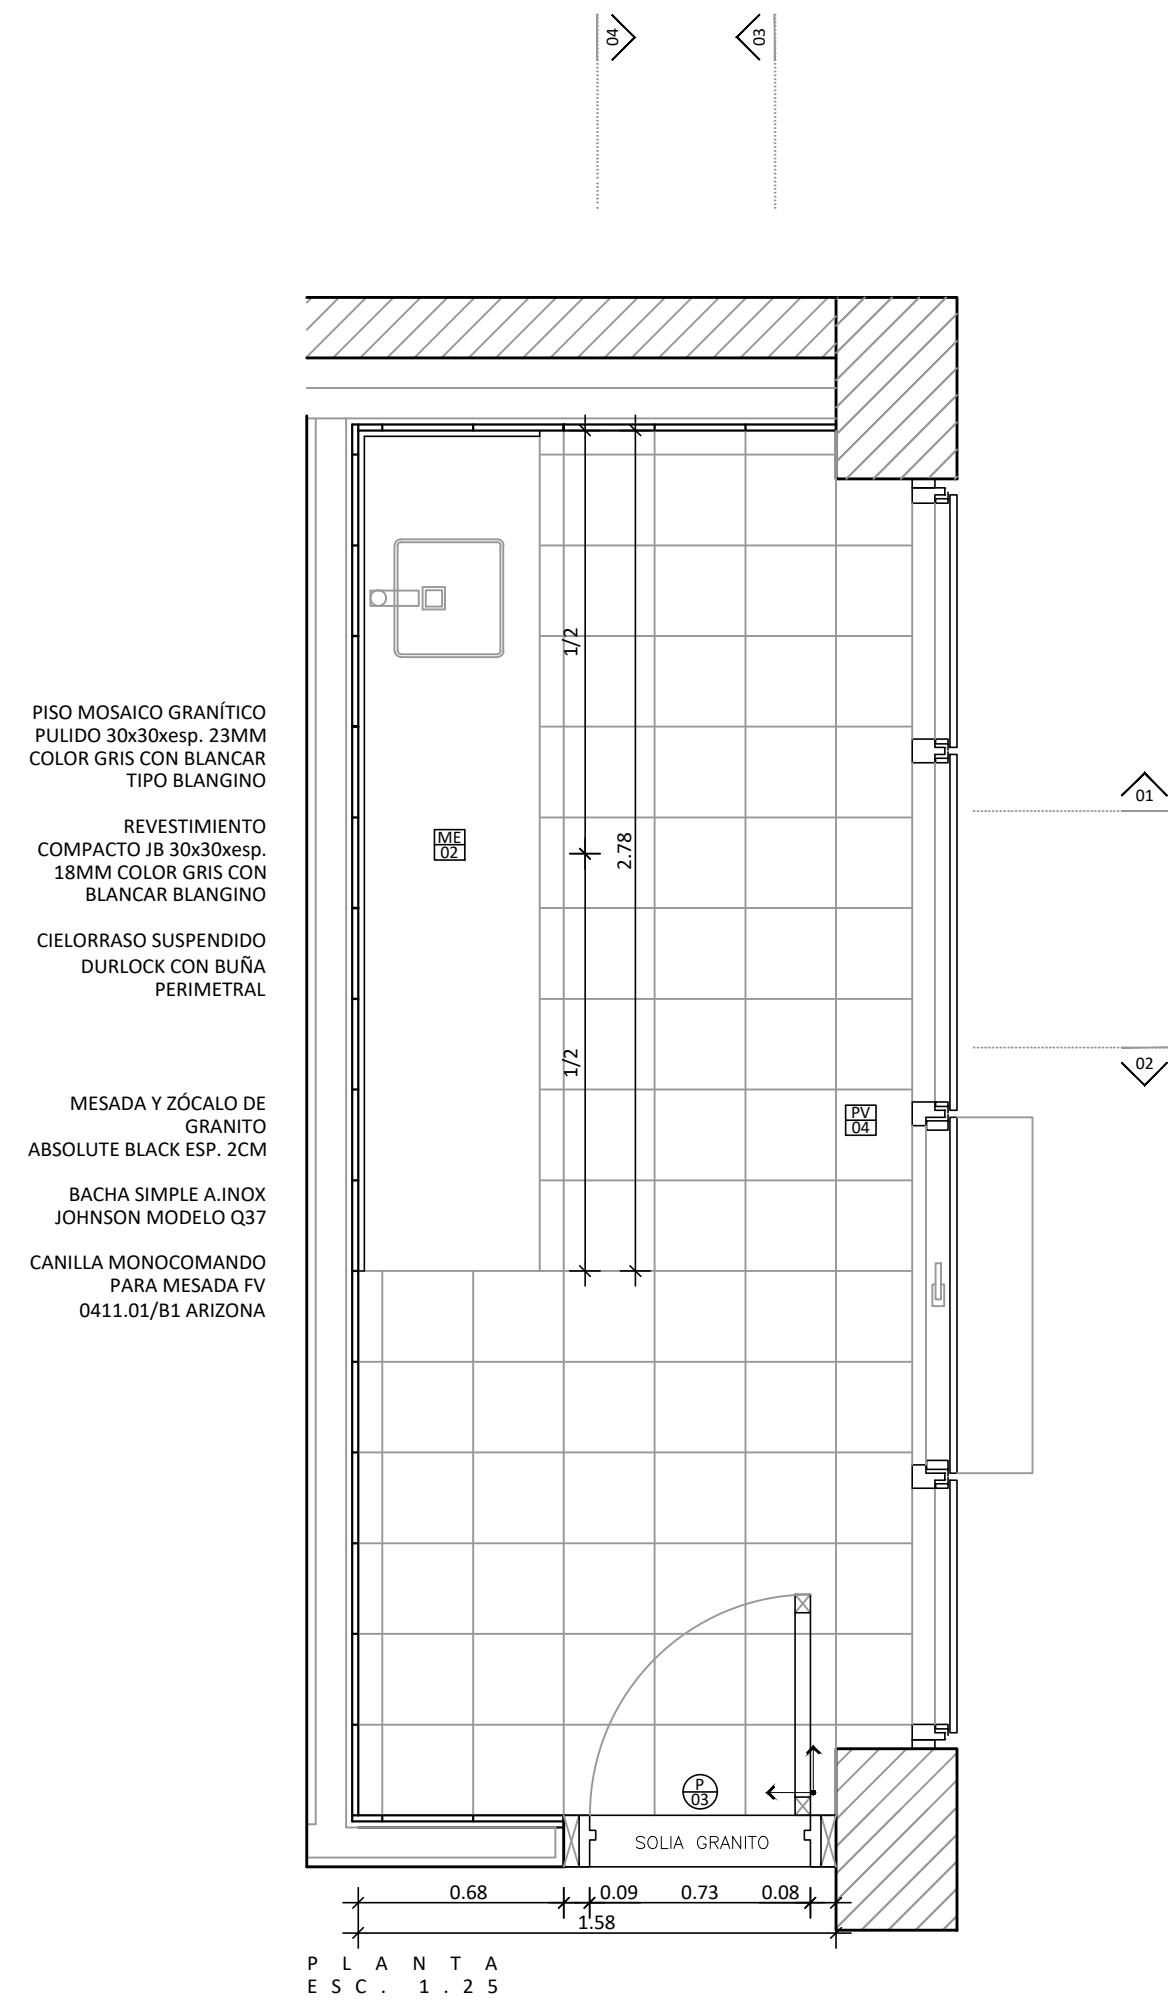 04
03
PISO MOSAICO GRANÍTICO
PULIDO 30x30xesp. 23MM
COLOR GRIS CON BLANCAR
TIPO BLANGINO
REVESTIMIENTO
COMPACTO JB 30x30xesp.
18MM COLOR GRIS CON
BLANCAR BLANGINO
CIELORRASO SUSPENDIDO
DURLOCK CON BUÑA
PERIMETRAL
MESADA Y ZÓCALO DE
GRANITO
ABSOLUTE BLACK ESP. 2CM
BACHA SIMPLE A.INOX
JOHNSON MODELO Q37
CANILLA MONOCOMANDO
PARA MESADA FV
0411.01/B1 ARIZONA
1/2
ME
02
2.78
1/2
01
02
PV
04
P
03
SOLIA GRANITO
0.68
0.09
0.73
0.08
1.58
P L A N T A
E S C . 1 . 2 5